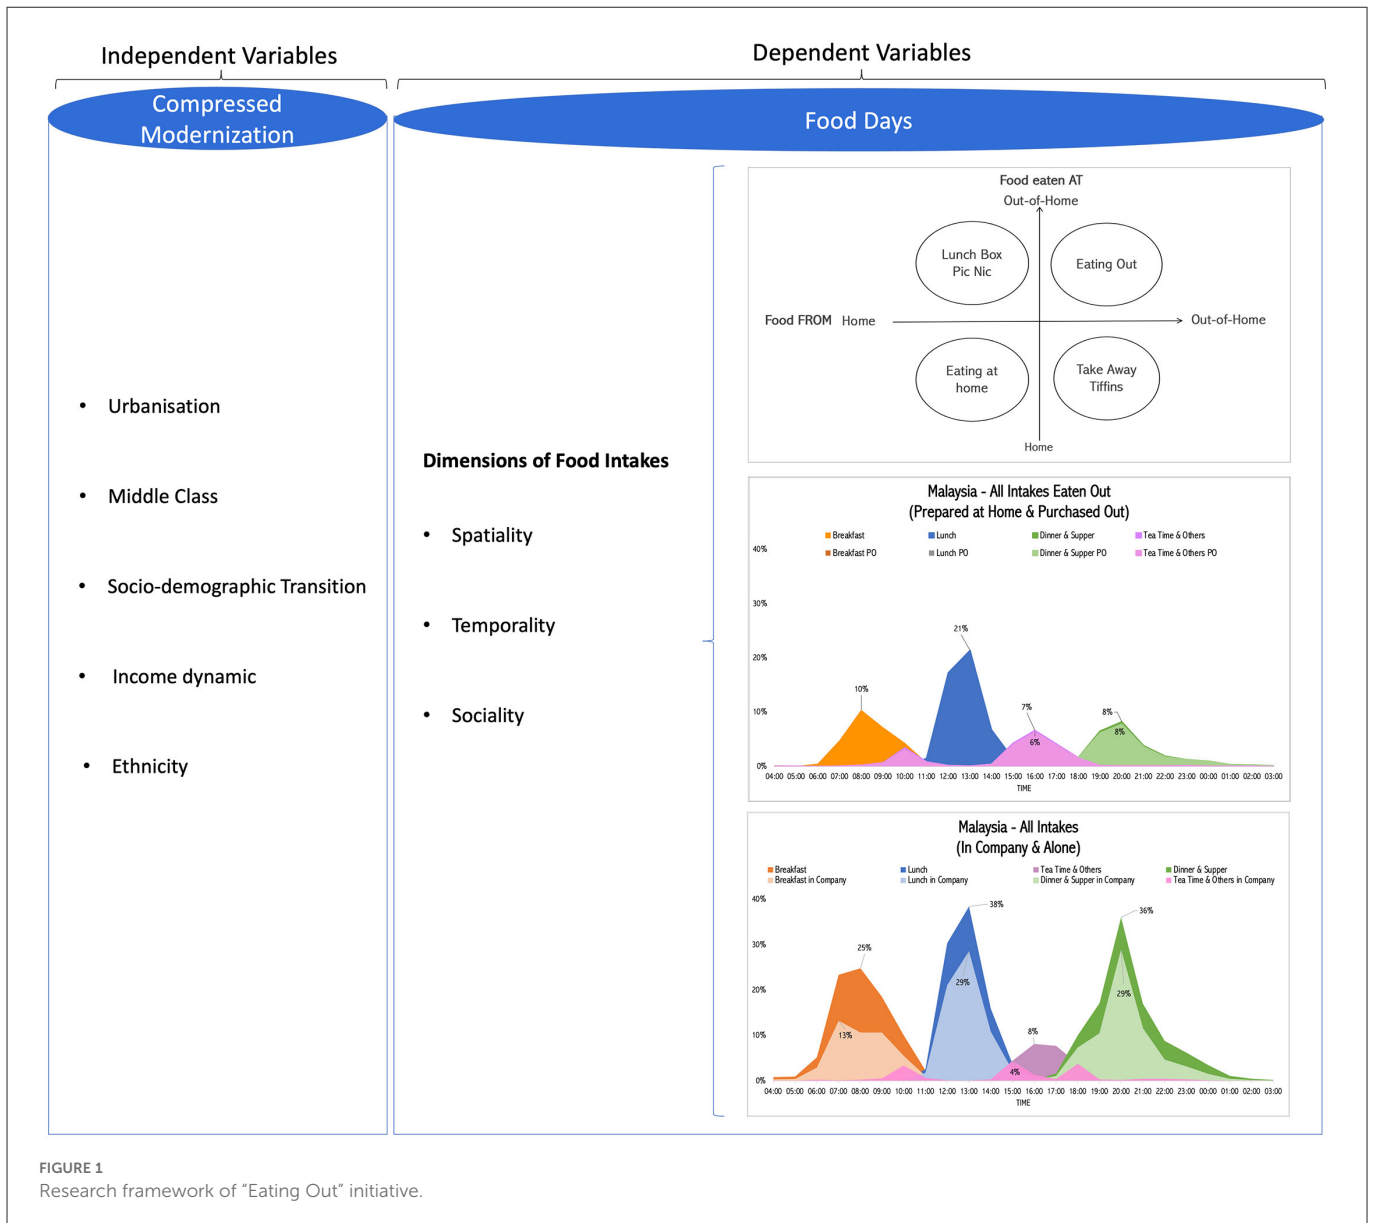 Independent Variables
Dependent Variables
Compressed
Modernization
Food Days
• Urbanisation
• Middle Class
• Socio-demographic Transition
• Income dynamic
• Ethnicity
Dimensions of Food Intakes
• Spatiality
• Temporality
• Sociality
Food eaten AT
Out-of-Home
Lunch Box
Pic Nic
Eating Out
Food FROM Home
Out-of-Home
Eating at
home
Take Away
Tiffins
Home
Malaysia - All Intakes Eaten Out
(Prepared at Home & Purchased Out)
Breakfast Lunch Dinner & Supper Tea Time & Others
Breakfast PO Lunch PO Dinner & Supper PO Tea Time & Others PO
40%
30%
20%
10%
0%
10%
21%
7%
6%
8%
8%
04:00 05:00 06:00 07:00 08:00 09:00 10:00 11:00 12:00 13:00 14:00 15:00 16:00 17:00 18:00 19:00 20:00 21:00 22:00 23:00 00:00 01:00 02:00 03:00
TIME
Malaysia - All Intakes
(In Company & Alone)
Breakfast Lunch Tea Time & Others Dinner & Supper
Breakfast in Company Lunch in Company Dinner & Supper in Company Tea Time & Others in Company
40%
30%
20%
10%
0%
25%
13%
38%
29%
8%
4%
36%
29%
04:00 05:00 06:00 07:00 08:00 09:00 10:00 11:00 12:00 13:00 14:00 15:00 16:00 17:00 18:00 19:00 20:00 21:00 22:00 23:00 00:00 01:00 02:00 03:00
TIME
FIGURE 1
Research framework of “Eating Out” initiative.